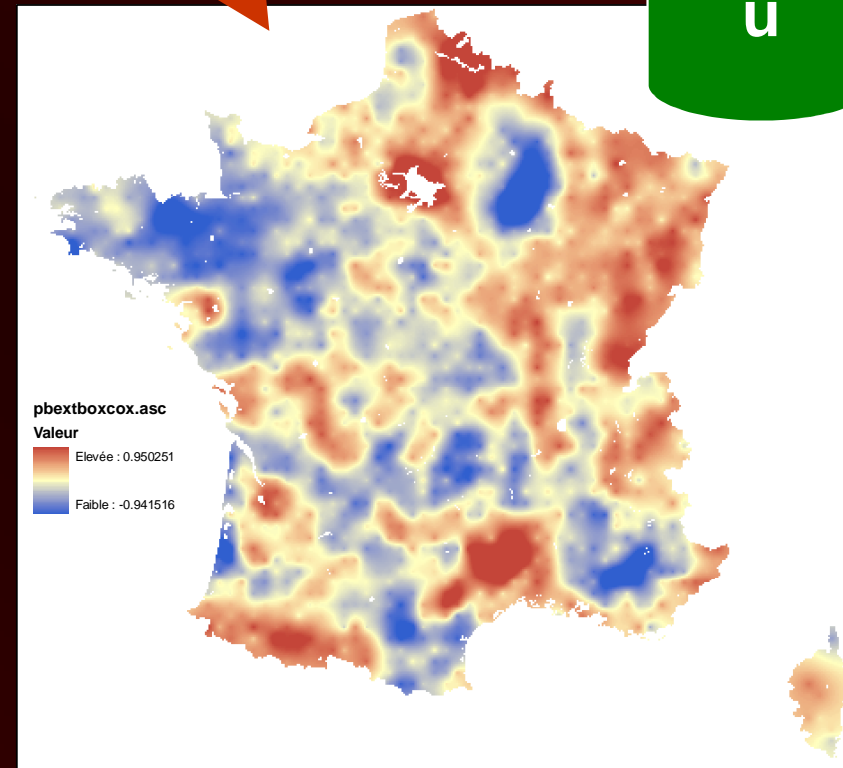 u
pbextboxcox.asc
Valeur
Elevée : 0.950251
Faible : -0.941516